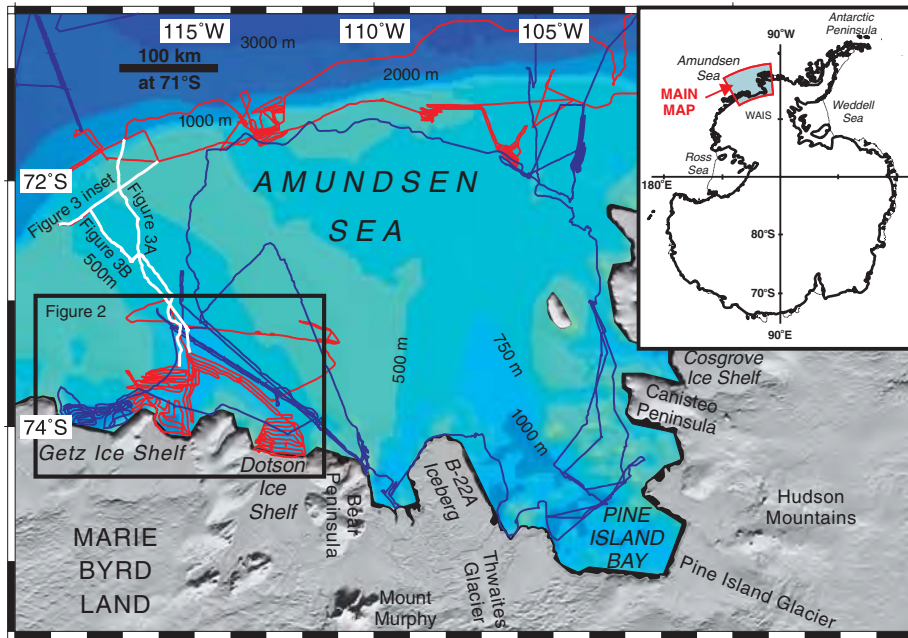 115°W
110°W
105°W
100 km
at 71°S
3000 m
2000 m
1000 m
72°S
AMUNDSEN
SEA
Figure 3 inset
Figure 3A
Figure 3B
500m
Figure 2
500 m
750 m
1000 m
74°S
Getz Ice Shelf
Dotson
Ice
Shelf
Bear
Peninsula
B-22A
Iceberg
Thwaites
Glacier
PINE
ISLAND
BAY
Pine Island Glacier
Hudson
Mountains
Cosgrove
Ice Shelf
Canisteo
Peninsula
MARIE
BYRD
LAND
Mount
Murphy
90°W
Antarctic
Peninsula
Amundsen
Sea
MAIN
MAP
WAIS
Weddell
Sea
Ross
Sea
180°
0°
80°S
70°S
90°E